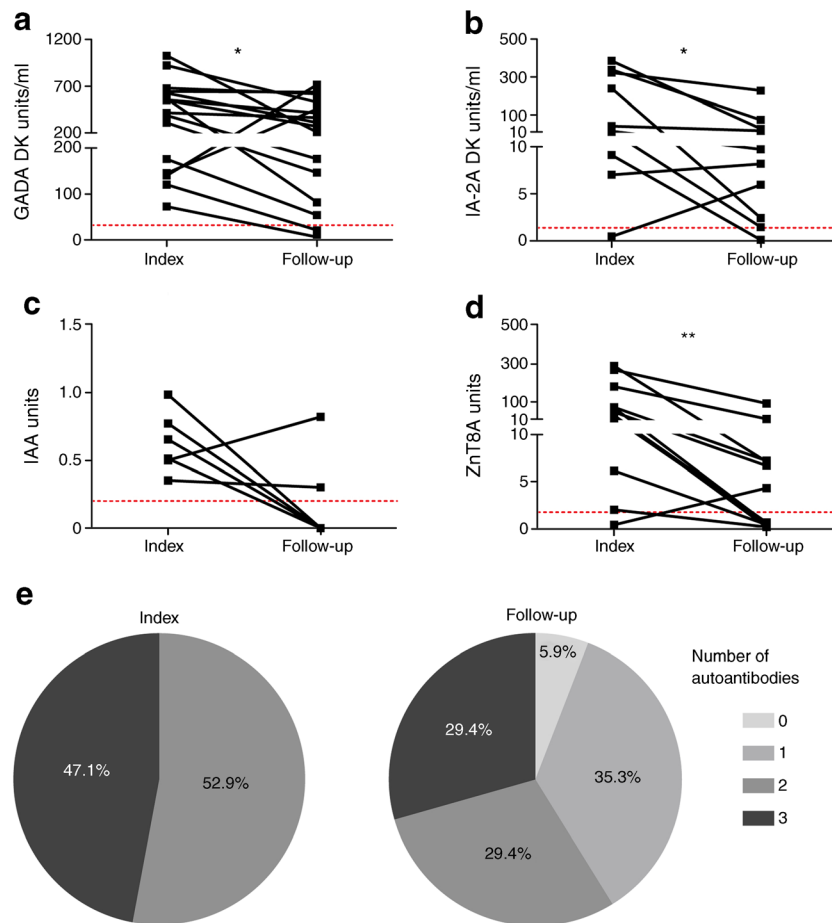 a
GADA DK units/ml
1200
700
200
200
100
0
*
Index
Follow-up
b
IA-2A DK units/ml
500
300
100
10
10
5
0
*
Index
Follow-up
c
IAA units
1.5
1.0
0.5
0
Index
Follow-up
d
ZnT8A units
500
300
100
10
10
5
0
**
Index
Follow-up
e
Index
47.1%
52.9%
Follow-up
5.9%
29.4%
35.3%
29.4%
Number of
autoantibodies
0
1
2
3